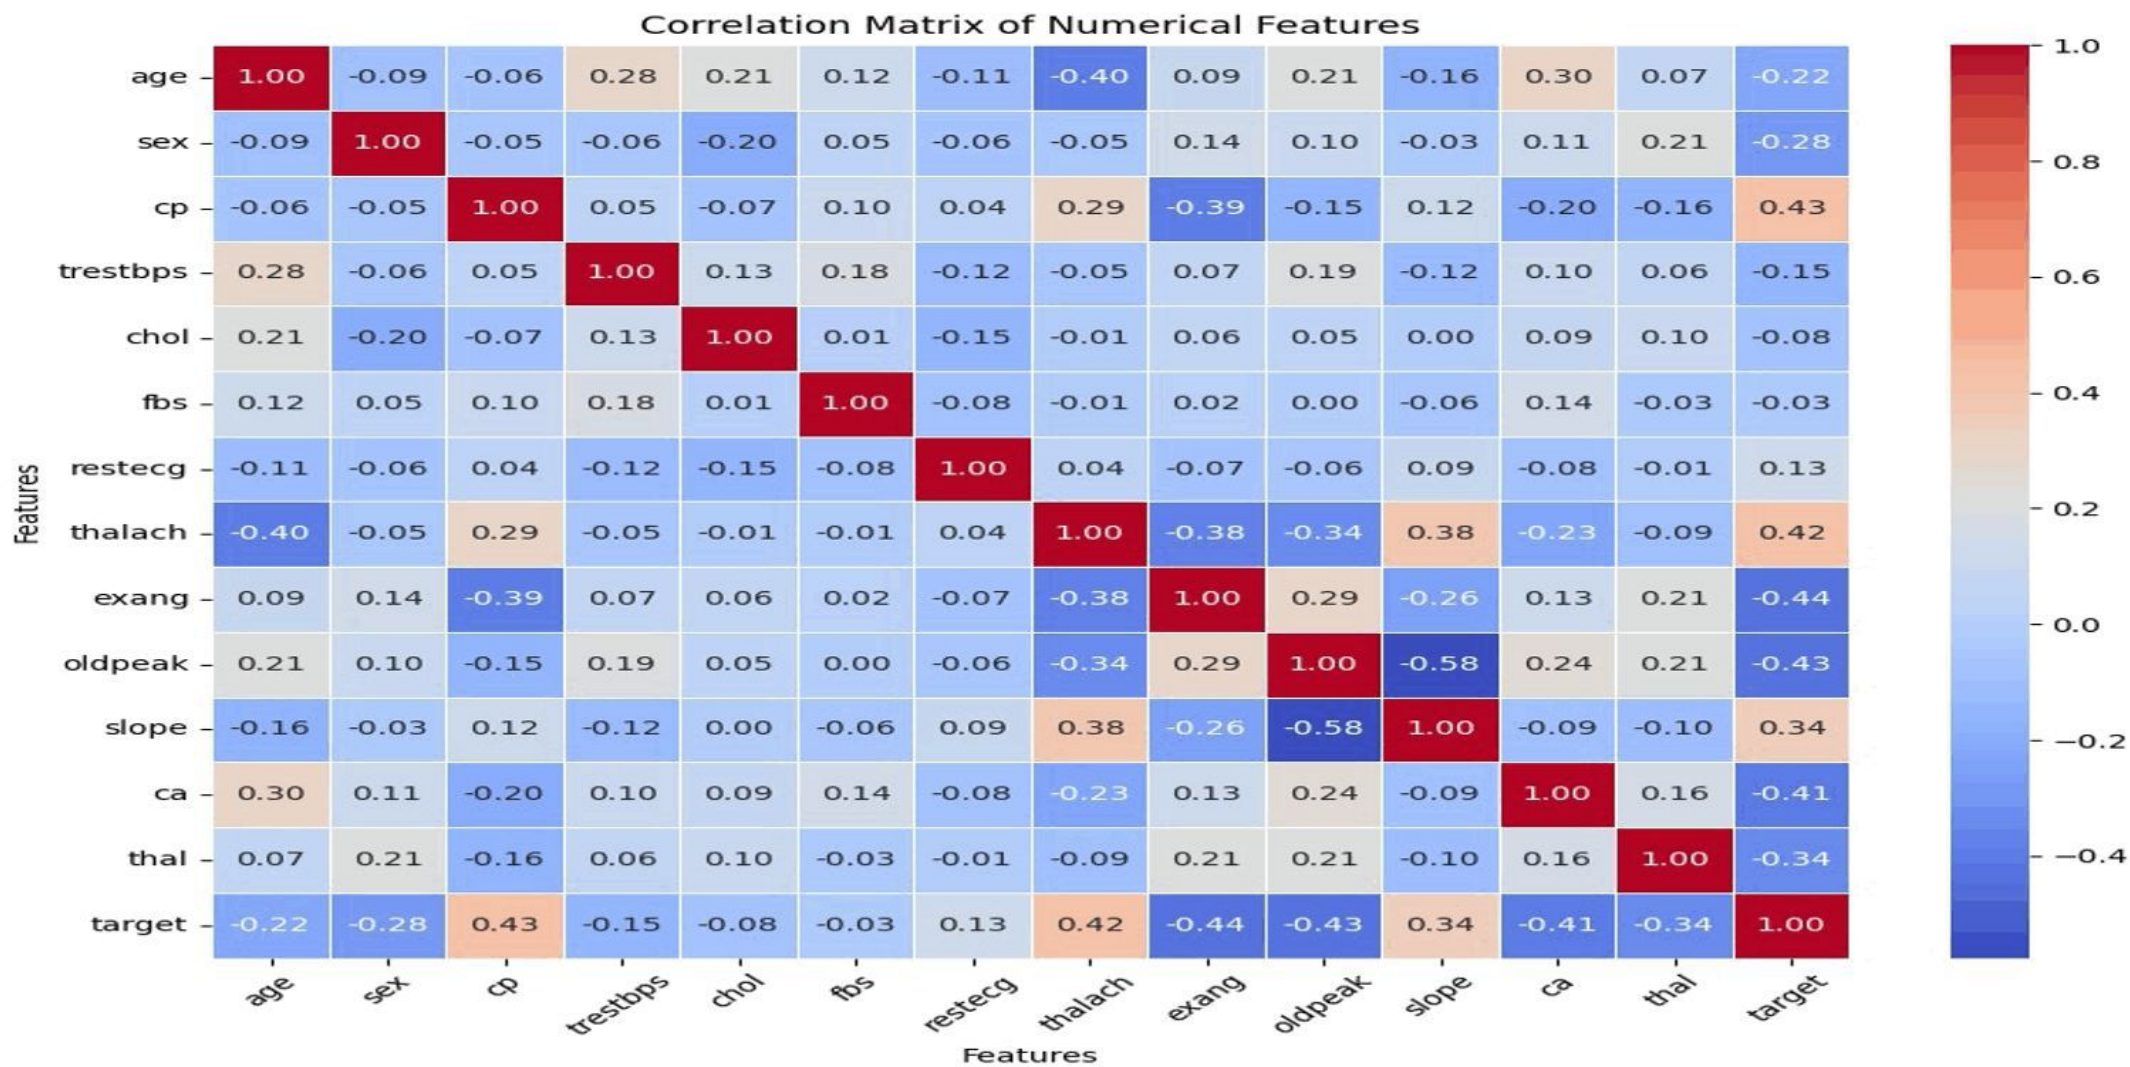 Correlation Matrix of Numerical Features
age 1.00 -0.09 -0.06 0.28 0.21 0.12 -0.11 -0.40 0.09 0.21 -0.16 0.30 0.07 -0.22
sex -0.09 1.00 -0.05 -0.06 -0.20 0.05 -0.06 -0.05 0.14 0.10 -0.03 0.11 0.21 -0.28
cp -0.06 -0.05 1.00 0.05 -0.07 0.10 0.04 0.29 -0.39 -0.15 0.12 -0.20 -0.16 0.43
trestbps 0.28 -0.06 0.05 1.00 0.13 0.18 -0.12 -0.05 0.07 0.19 -0.12 0.10 0.06 -0.15
chol 0.21 -0.20 -0.07 0.13 1.00 0.01 -0.15 -0.01 0.06 0.05 0.00 0.09 0.10 -0.08
fbs 0.12 0.05 0.10 0.18 0.01 1.00 -0.08 -0.01 0.02 0.00 -0.06 0.14 -0.03 -0.03
restecg -0.11 -0.06 0.04 -0.12 -0.15 -0.08 1.00 0.04 -0.07 -0.06 0.09 -0.08 -0.01 0.13
thalach -0.40 -0.05 0.29 -0.05 -0.01 -0.01 0.04 1.00 -0.38 -0.34 0.38 -0.23 -0.09 0.42
exang 0.09 0.14 -0.39 0.07 0.06 0.02 -0.07 -0.38 1.00 0.29 -0.26 0.13 0.21 -0.44
oldpeak 0.21 0.10 -0.15 0.19 0.05 0.00 -0.06 -0.34 0.29 1.00 -0.58 0.24 0.21 -0.43
slope -0.16 -0.03 0.12 -0.12 0.00 -0.06 0.09 0.38 -0.26 -0.58 1.00 -0.09 -0.10 0.34
ca 0.30 0.11 -0.20 0.10 0.09 0.14 -0.08 -0.23 0.13 0.24 -0.09 1.00 0.16 -0.41
thal 0.07 0.21 -0.16 0.06 0.10 -0.03 -0.01 -0.09 0.21 0.21 -0.10 0.16 1.00 -0.34
target -0.22 -0.28 0.43 -0.15 -0.08 -0.03 0.13 0.42 -0.44 -0.43 0.34 -0.41 -0.34 1.00
age sex cp trestbps chol fbs restecg thalach exang oldpeak slope ca thal target
Features
Features
1.0
0.8
0.6
0.4
0.2
0.0
−0.2
−0.4